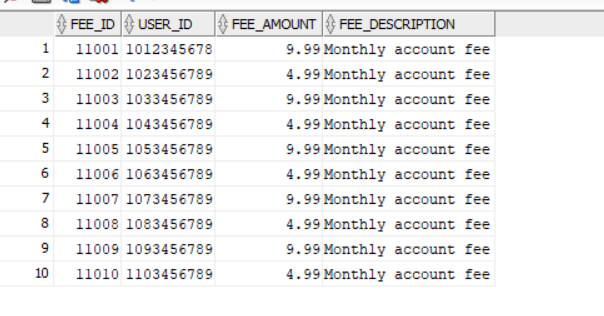 FEE_ID USER_ID FEE_AMOUNT FEE_DESCRIPTION
1 11001 1012345678 9.99 Monthly account fee
2 11002 1023456789 4.99 Monthly account fee
3 11003 1033456789 9.99 Monthly account fee
4 11004 1043456789 4.99 Monthly account fee
5 11005 1053456789 9.99 Monthly account fee
6 11006 1063456789 4.99 Monthly account fee
7 11007 1073456789 9.99 Monthly account fee
8 11008 1083456789 4.99 Monthly account fee
9 11009 1093456789 9.99 Monthly account fee
10 11010 1103456789 4.99 Monthly account fee